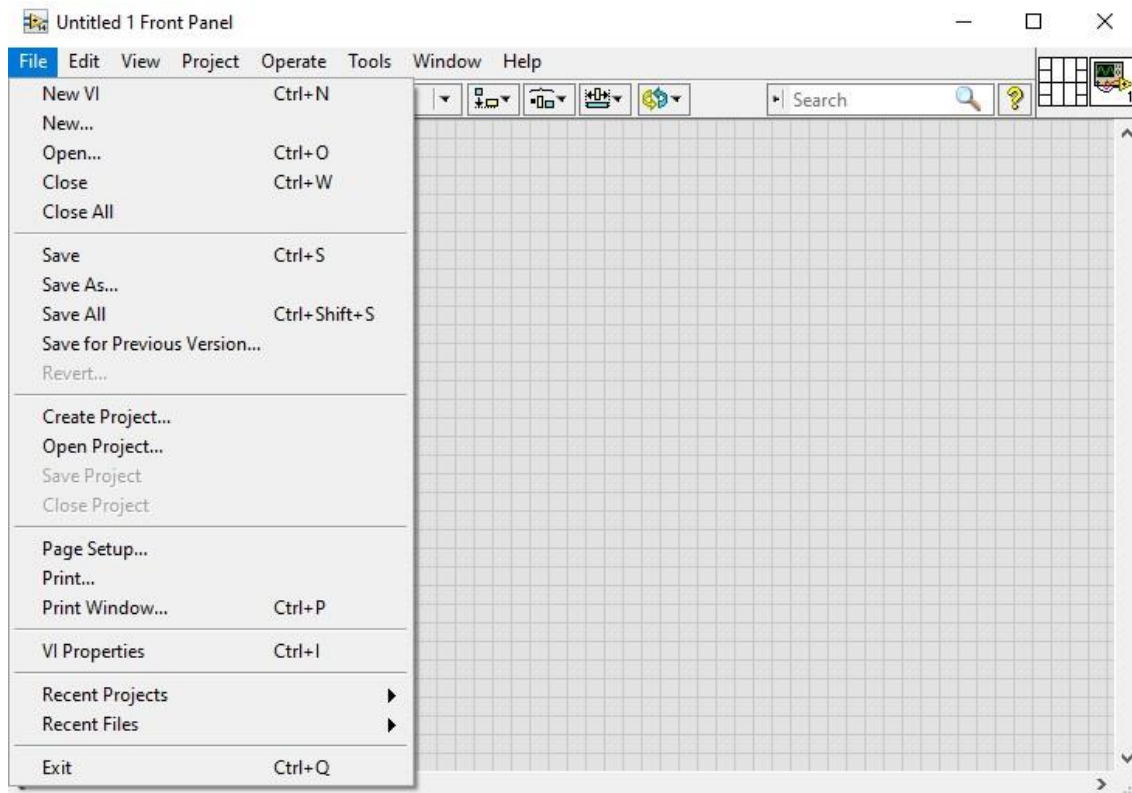 Untitled 1 Front Panel
File Edit View Project Operate Tools Window Help
Search
New VI Ctrl+N
New...
Open... Ctrl+O
Close Ctrl+W
Close All
Save Ctrl+S
Save As...
Save All Ctrl+Shift+S
Save for Previous Version...
Revert...
Create Project...
Open Project...
Save Project
Close Project
Page Setup...
Print...
Print Window... Ctrl+P
VI Properties Ctrl+I
Recent Projects
Recent Files
Exit Ctrl+Q